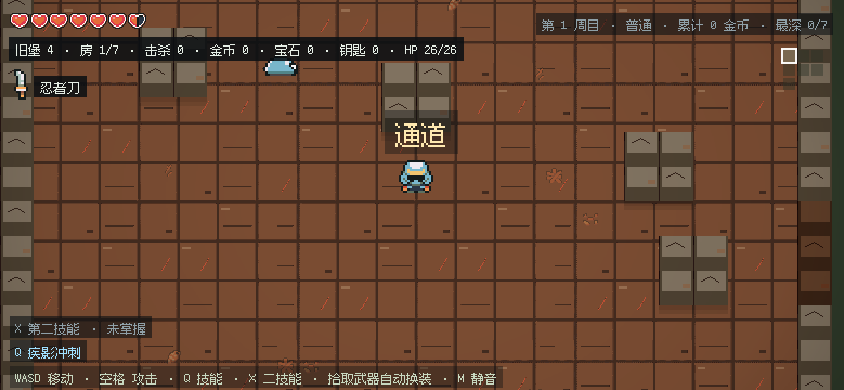 第 1 周目 · 普通 · 累计 0 金币 · 最深 0/7
旧堡 4 · 房 1/7 · 击杀 0 · 金币 0 · 宝石 0 · 钥匙 0 · HP 26/26
忍者刀
通道
X 第二技能 · 未掌握
Q 疾影冲刺
WASD 移动 · 空格 攻击 · Q 技能 · X 二技能 · 拾取武器自动换装 · M 静音